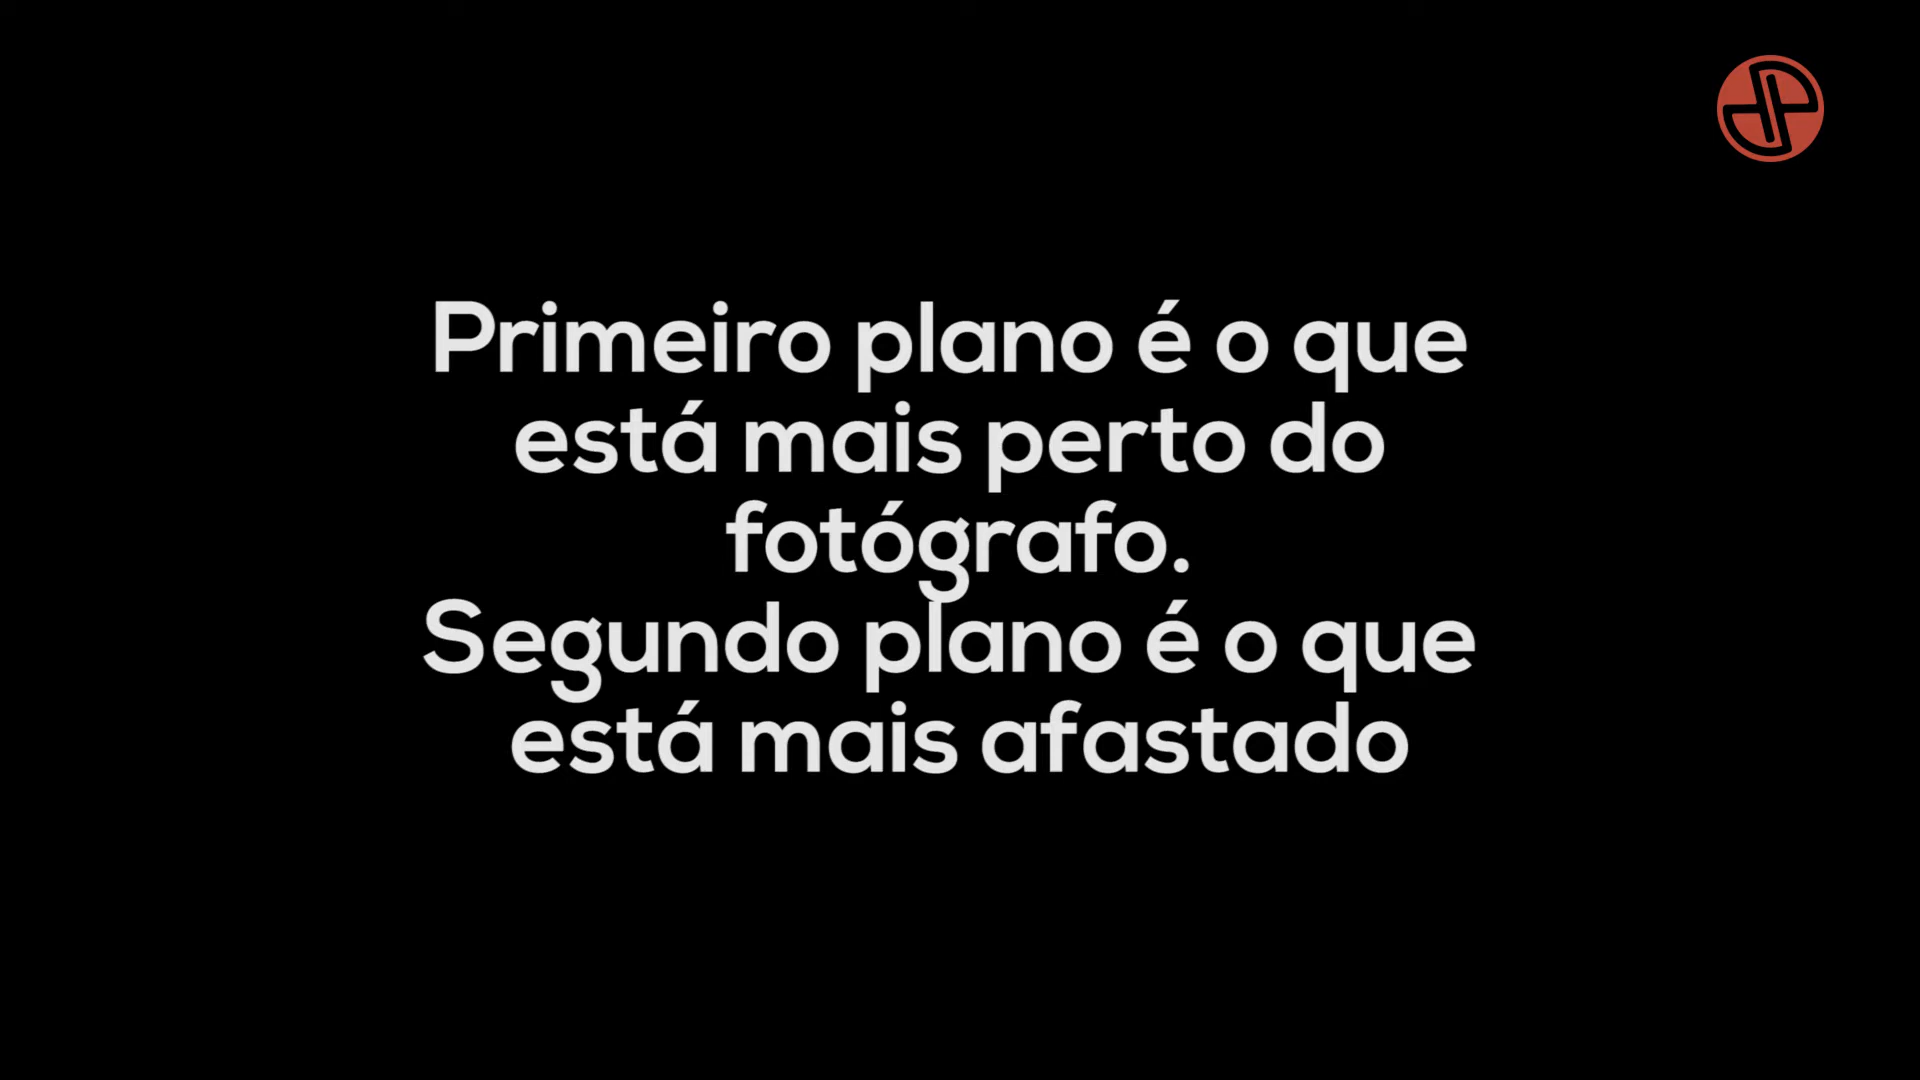 Primeiro plano é o que
está mais perto do
fotógrafo.
Segundo plano é o que
está mais afastado